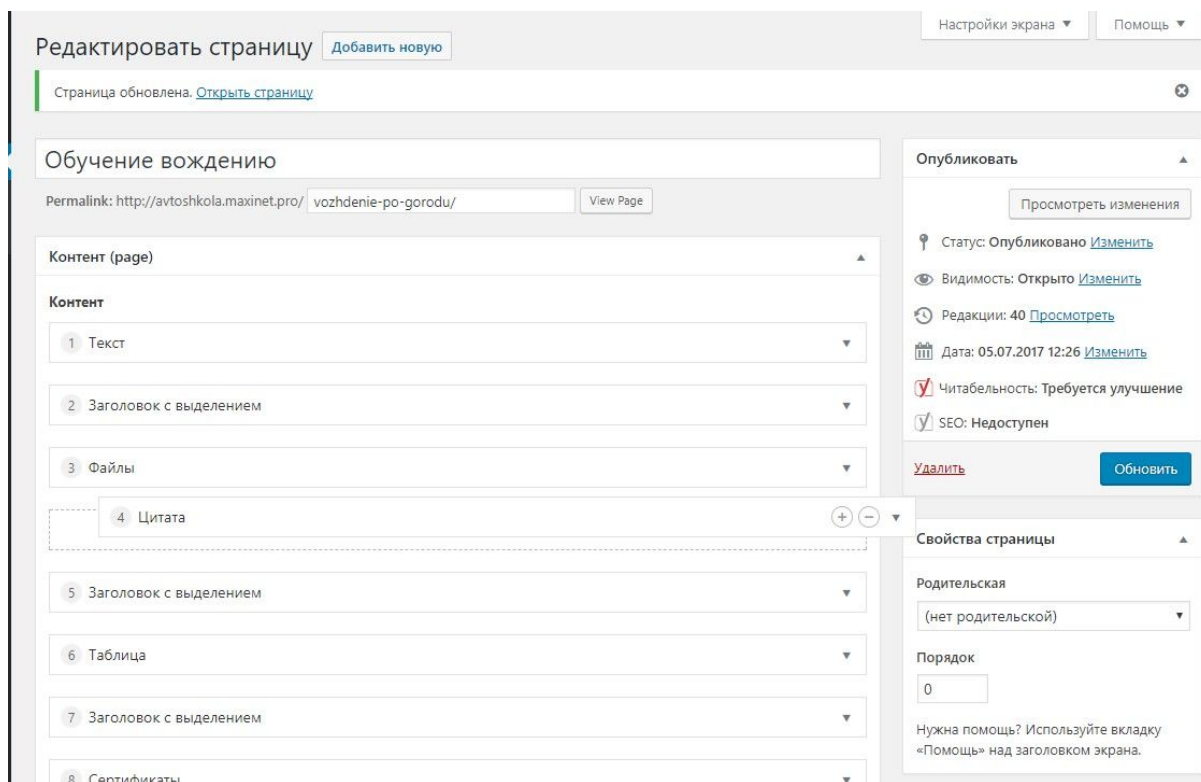 Настройки экрана ▼
Помощь ▼
Редактировать страницу
Добавить новую
Страница обновлена. Открыть страницу
Обучение вождению
Permalink: http://avtoshkola.maxinet.pro/ vozhdenie-po-gorodu/ View Page
Контент (page)
Контент
1 Текст
2 Заголовок с выделением
3 Файлы
4 Цитата
5 Заголовок с выделением
6 Таблица
7 Заголовок с выделением
8 Сертификаты
Опубликовать
Просмотреть изменения
Статус: Опубликовано Изменить
Видимость: Открыто Изменить
Редакции: 40 Просмотреть
Дата: 05.07.2017 12:26 Изменить
Читабельность: Требуется улучшение
SEO: Недоступен
Удалить
Обновить
Свойства страницы
Родительская
(нет родительской)
Порядок
0
Нужна помощь? Используйте вкладку
«Помощь» над заголовком экрана.